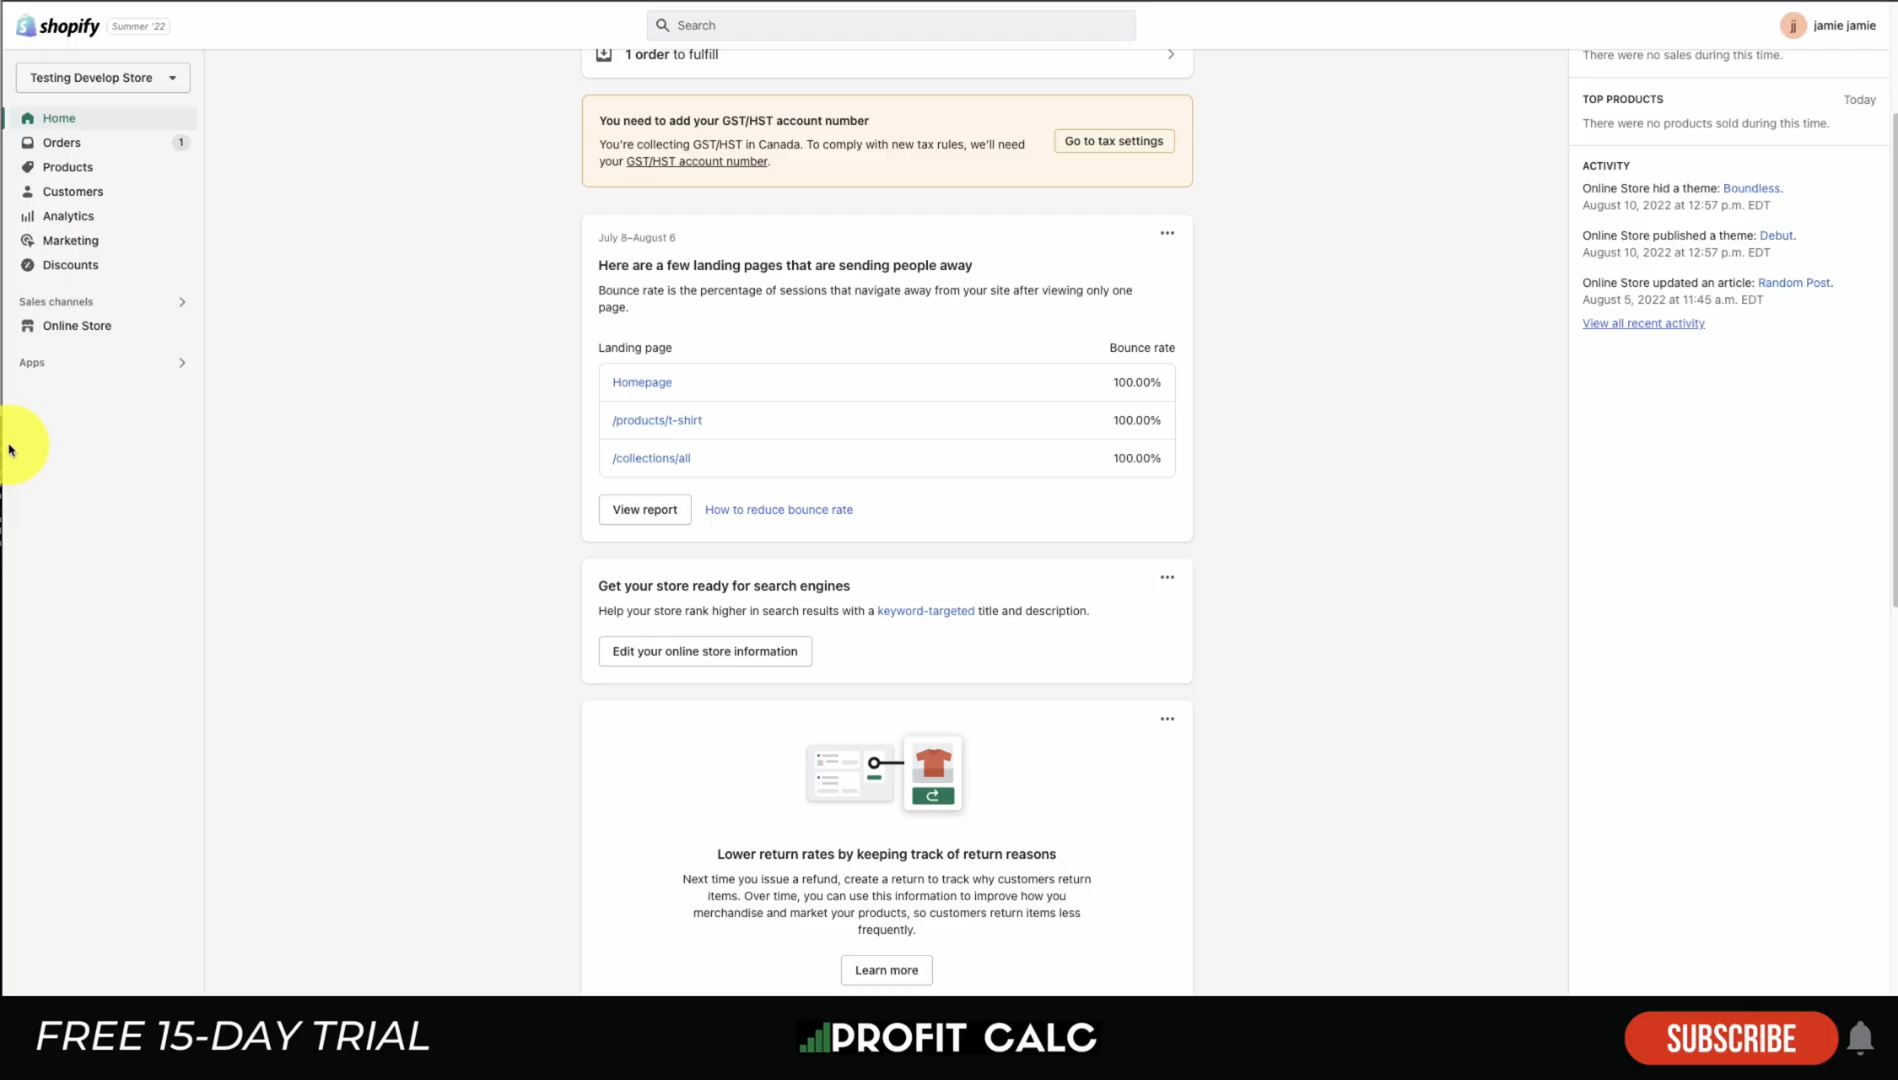 shopify
Summer '22
Search
jj
jamie jamie
Testing Develop Store
Home
Orders
1
Products
Customers
Analytics
Marketing
Discounts
Sales channels
Online Store
Apps
1 order to fulfill
You need to add your GST/HST account number
You're collecting GST/HST in Canada. To comply with new tax rules, we'll need
your GST/HST account number.
Go to tax settings
July 8–August 6
Here are a few landing pages that are sending people away
Bounce rate is the percentage of sessions that navigate away from your site after viewing only one
page.
Landing page Bounce rate
Homepage 100.00%
/products/t-shirt 100.00%
/collections/all 100.00%
View report How to reduce bounce rate
Get your store ready for search engines
Help your store rank higher in search results with a keyword-targeted title and description.
Edit your online store information
Lower return rates by keeping track of return reasons
Next time you issue a refund, create a return to track why customers return
items. Over time, you can use this information to improve how you
merchandise and market your products, so customers return items less
frequently.
Learn more
There were no sales during this time.
TOP PRODUCTS Today
There were no products sold during this time.
ACTIVITY
Online Store hid a theme: Boundless.
August 10, 2022 at 12:57 p.m. EDT
Online Store published a theme: Debut.
August 10, 2022 at 12:57 p.m. EDT
Online Store updated an article: Random Post.
August 5, 2022 at 11:45 a.m. EDT
View all recent activity
FREE 15-DAY TRIAL
PROFIT CALC
SUBSCRIBE